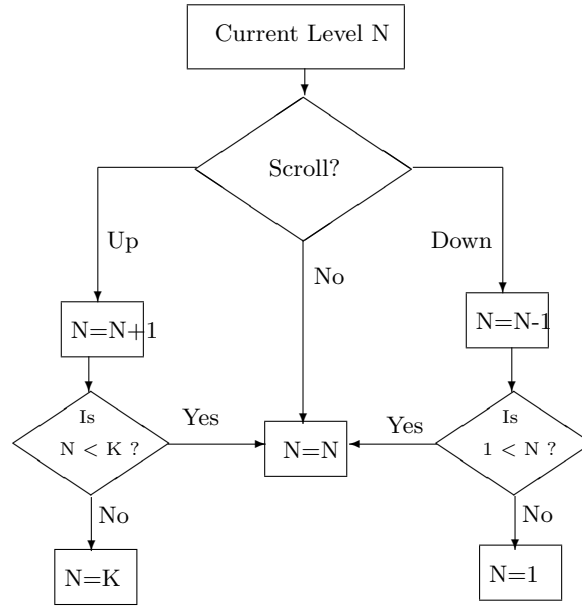 Current Level N
Scroll?
Up
Down
No
N=N+1
N=N-1
Is
N < K ?
Yes
N=N
Yes
Is
1 < N ?
No
No
N=K
N=1